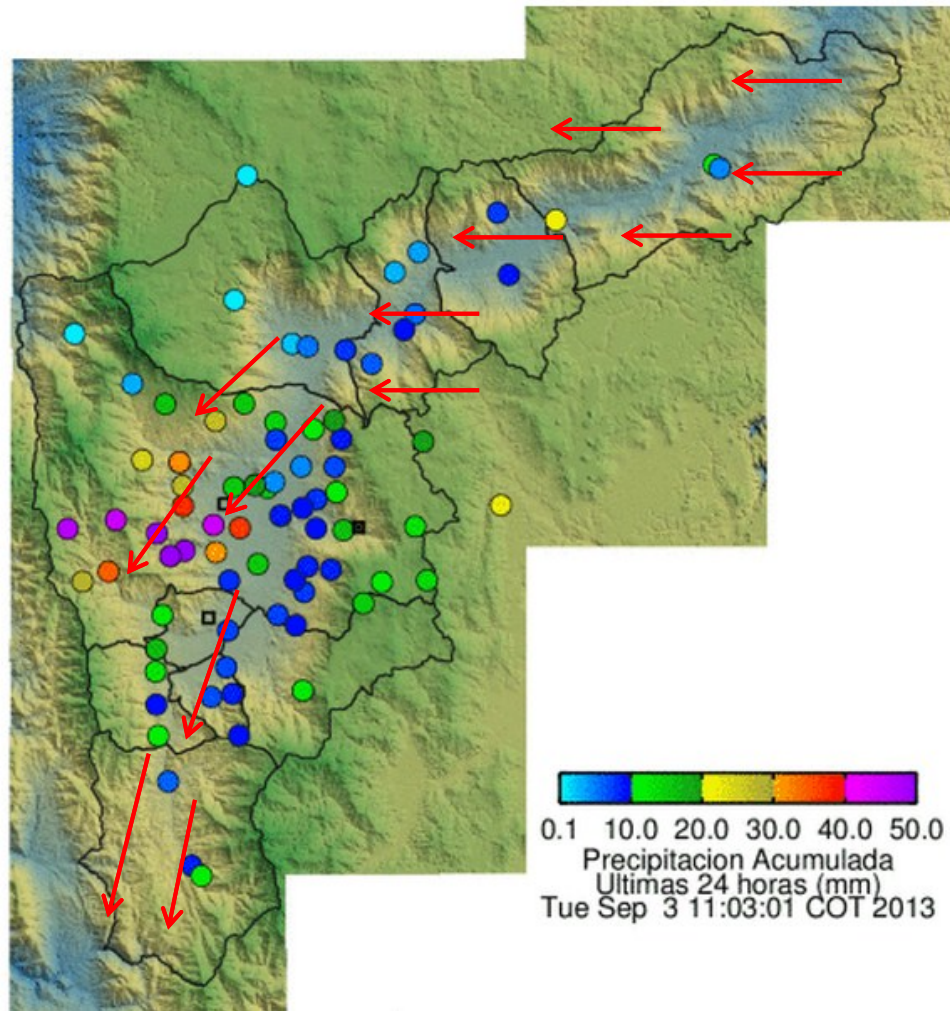 0.1 10.0 20.0 30.0 40.0 50.0
Precipitacion Acumulada
Ultimas 24 horas (mm)
Tue Sep 3 11:03:01 COT 2013